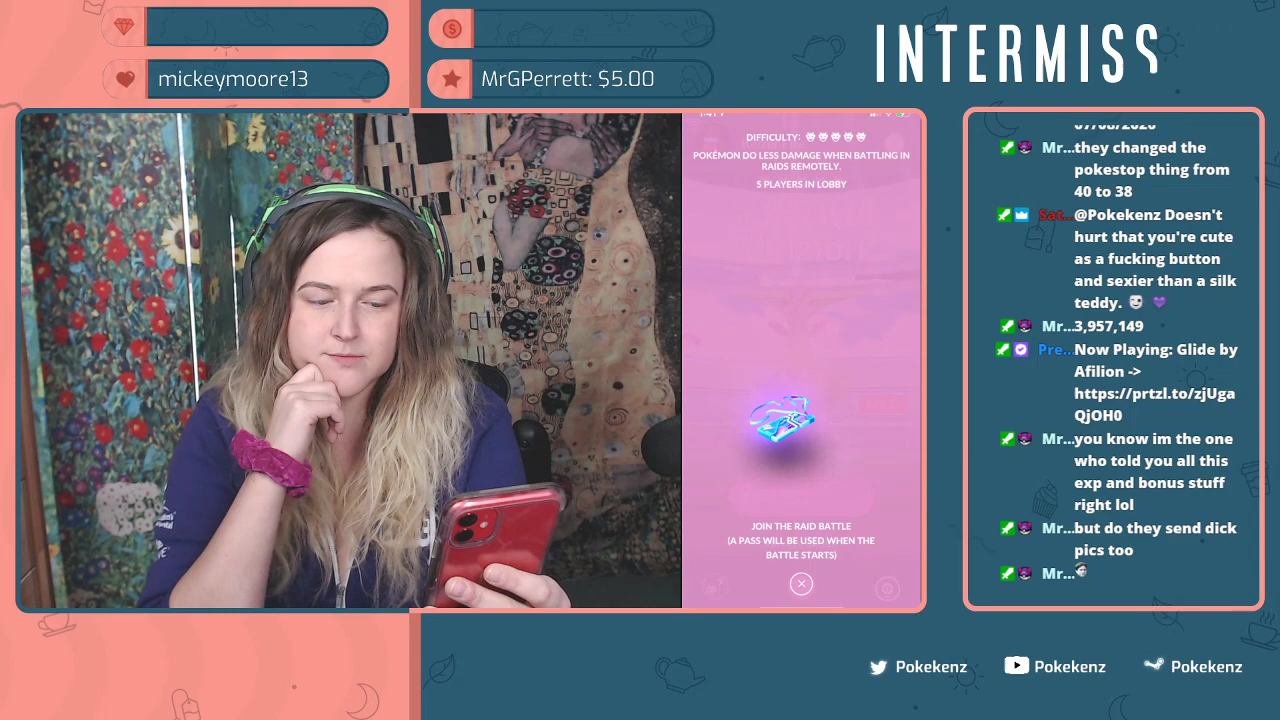 mickeymoore13
MrGPerrett: $5.00
INTERMISS
DIFFICULTY:
POKÉMON DO LESS DAMAGE WHEN BATTLING IN
RAIDS REMOTELY.
5 PLAYERS IN LOBBY
JOIN THE RAID BATTLE
(A PASS WILL BE USED WHEN THE
BATTLE STARTS)
Mr...they changed the
pokestop thing from
40 to 38
Sat...@Pokekenz Doesn't
hurt that you're cute
as a fucking button
and sexier than a silk
teddy.
Mr...3,957,149
Pre...Now Playing: Glide by
Afilion ->
https://prtzl.to/zjUga
QjOH0
Mr...you know im the one
who told you all this
exp and bonus stuff
right lol
Mr...but do they send dick
pics too
Mr...
Pokekenz
Pokekenz
Pokekenz